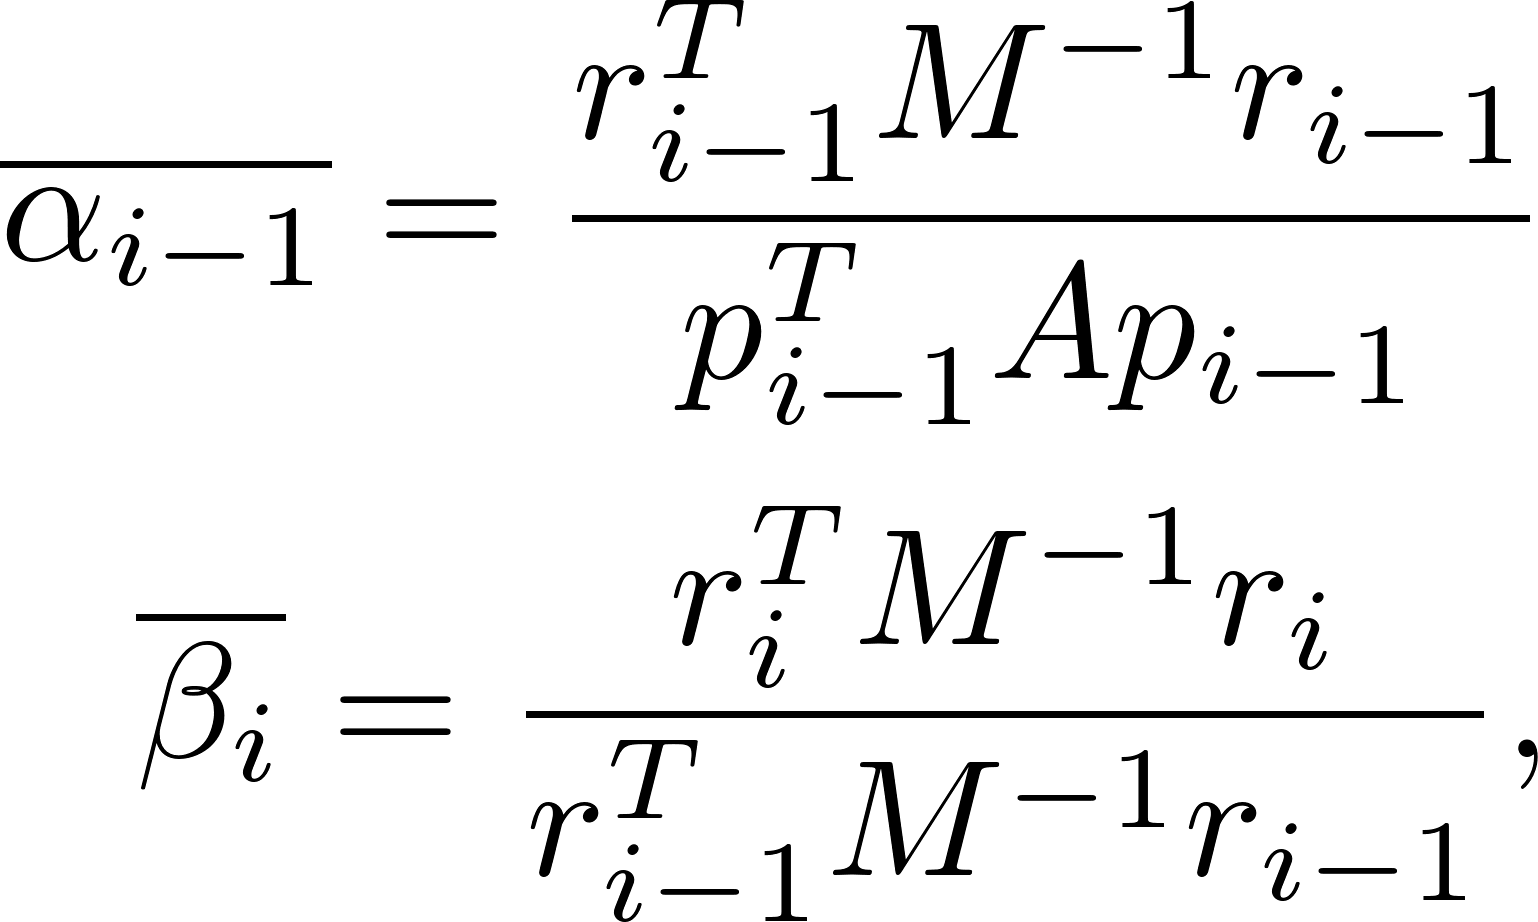 \overline{\alpha_{i-1}} = \frac{r_{i-1}^T M^{-1} r_{i-1}}{p_{i-1}^T A p_{i-1}}
\overline{\beta_i} = \frac{r_i^T M^{-1} r_i}{r_{i-1}^T M^{-1} r_{i-1}},